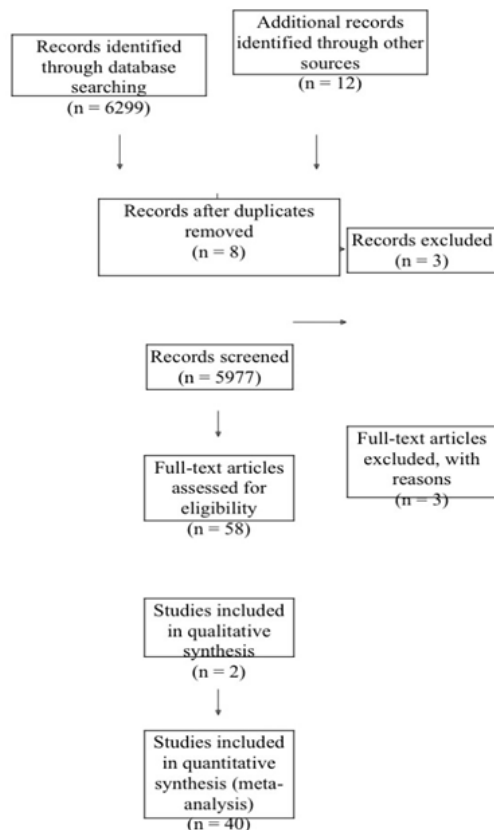 Records identified
through database
searching
(n = 6299)
Additional records
identified through other
sources
(n = 12)
Records after duplicates
removed
(n = 8)
Records excluded
(n = 3)
Records screened
(n = 5977)
Full-text articles
assessed for
eligibility
(n = 58)
Full-text articles
excluded, with
reasons
(n = 3)
Studies included
in qualitative
synthesis
(n = 2)
Studies included
in quantitative
synthesis (meta-
analysis)
(n = 40)